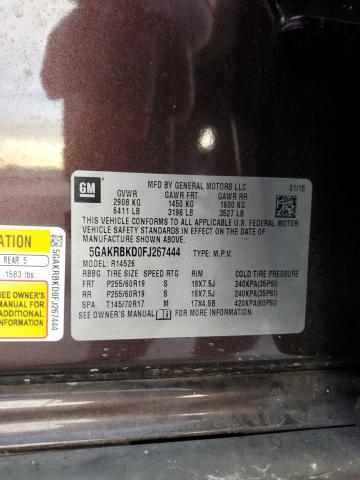 GM
MFD BY GENERAL MOTORS LLC 01/15
GVWR GAWR FRT GAWR RR
2908 KG 1450 KG 1600 KG
6411 LB 3196 LB 3527 LB
THIS VEHICLE CONFORMS TO ALL APPLICABLE U.S. FEDERAL MOTOR
VEHICLE SAFETY STANDARDS IN EFFECT ON THE DATE OF
MANUFACTURE SHOWN ABOVE.
5GAKRBKD0FJ267444 TYPE: M.P.V.
MODEL: R14526
RBBG TIRE SIZE SPEED RTG RIM COLD TIRE PRESSURE
FRT P255/60R19 S 19X7.5J 240KPA(35PSI)
RR P255/60R19 S 19X7.5J 240KPA(35PSI)
SPA T145/70R17 M 17X4.5B 420KPA(60PSI)
SEE OWNER'S MANUAL FOR MORE INFORMATION.
ATION
REAR 5
1583 lbs.
SEE OWNER'S
MANUAL FOR
ADDITIONAL
INFORMATION
5GAKRBKD0FJ267444